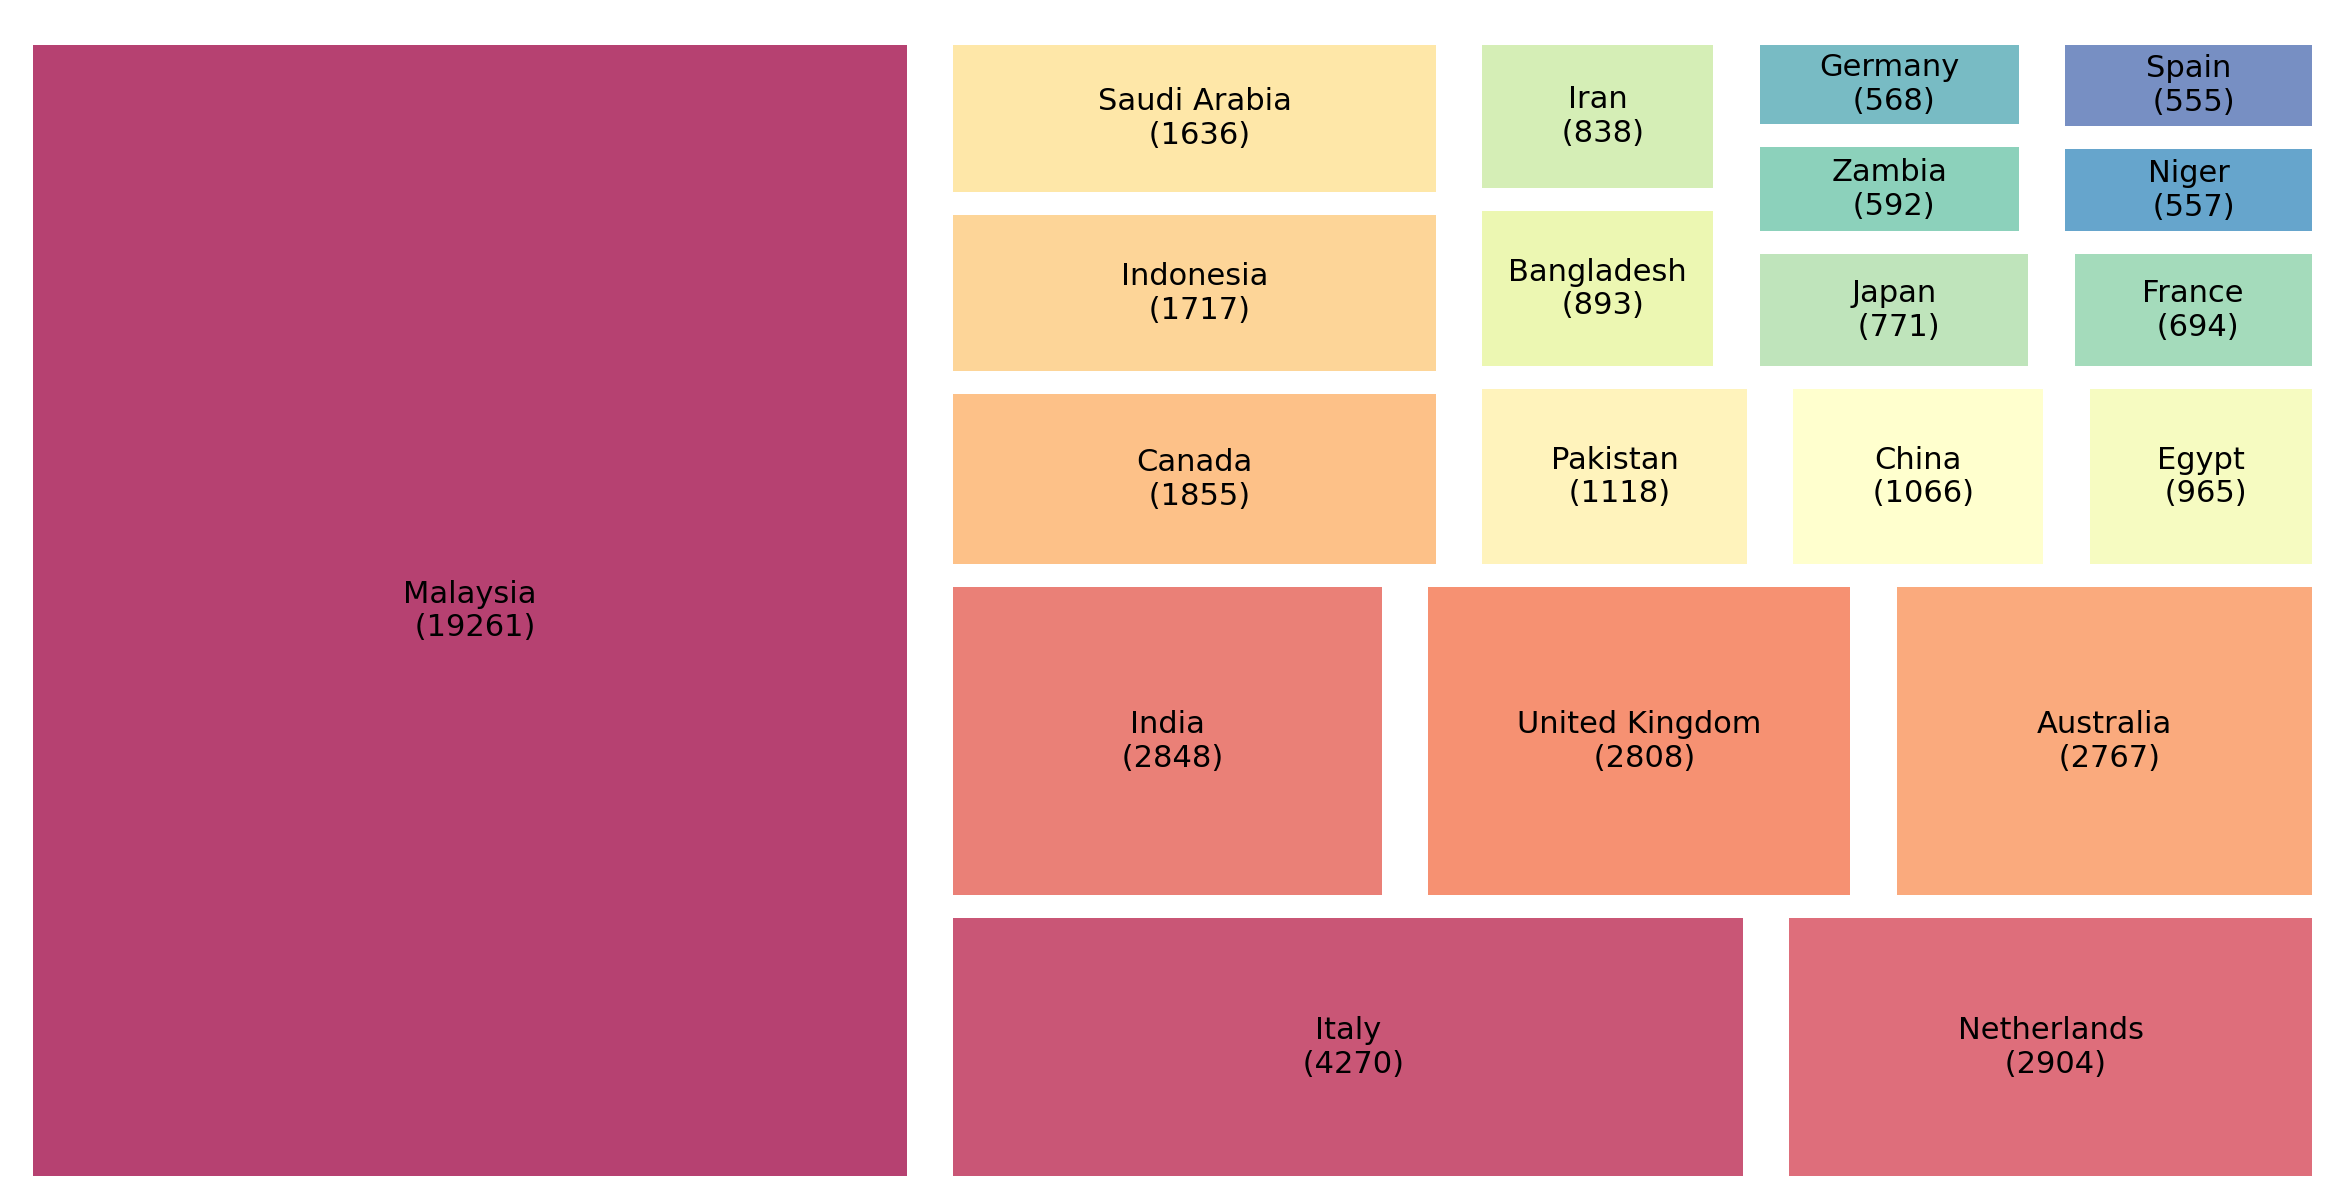 Malaysia
(19261)
Saudi Arabia
(1636)
Indonesia
(1717)
Canada
(1855)
Iran
(838)
Bangladesh
(893)
Germany
(568)
Spain
(555)
Zambia
(592)
Niger
(557)
Japan
(771)
France
(694)
Pakistan
(1118)
China
(1066)
Egypt
(965)
India
(2848)
United Kingdom
(2808)
Australia
(2767)
Italy
(4270)
Netherlands
(2904)